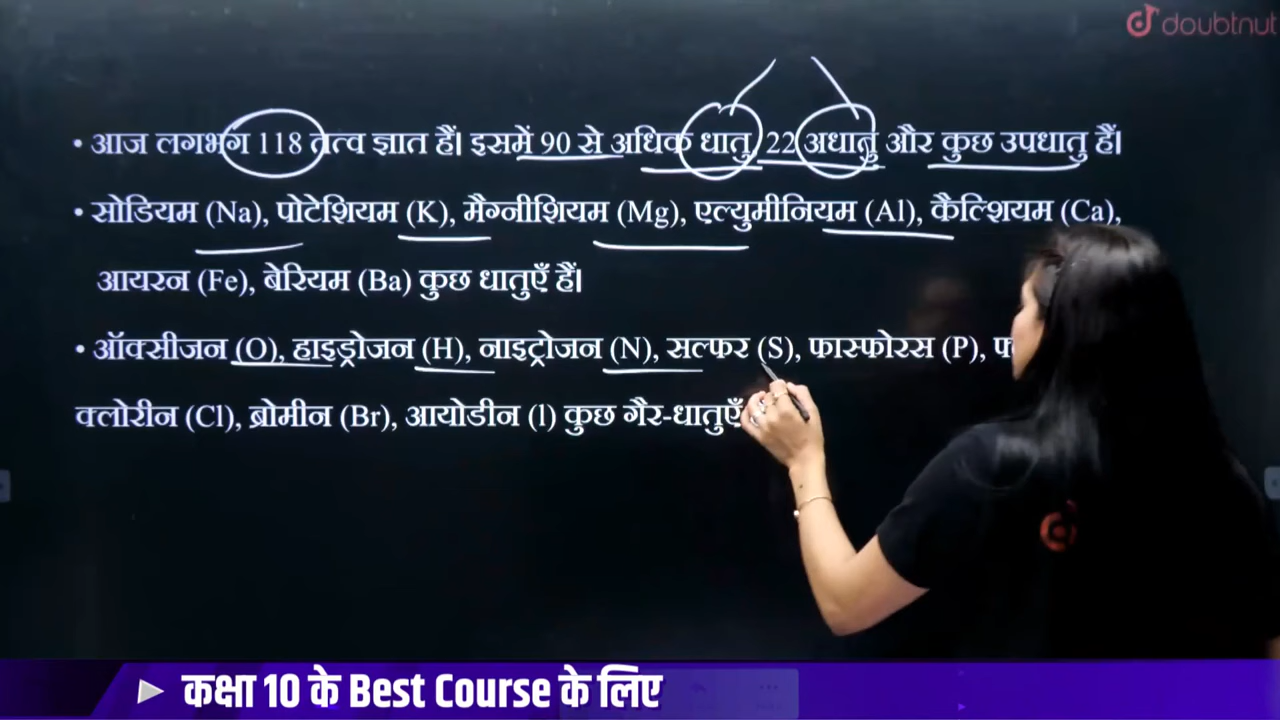 doubtnut
• आज लगभग 118 तत्व ज्ञात हैं। इसमें 90 से अधिक धातु, 22 अधातु और कुछ उपधातु हैं।
• सोडियम (Na), पोटेशियम (K), मैग्नीशियम (Mg), एल्युमीनियम (Al), कैल्शियम (Ca),
आयरन (Fe), बेरियम (Ba) कुछ धातुएँ हैं।
• ऑक्सीजन (O), हाइड्रोजन (H), नाइट्रोजन (N), सल्फर (S), फास्फोरस (P),
क्लोरीन (Cl), ब्रोमीन (Br), आयोडीन (l) कुछ गैर-धातुएँ
कक्षा 10 के Best Course के लिए